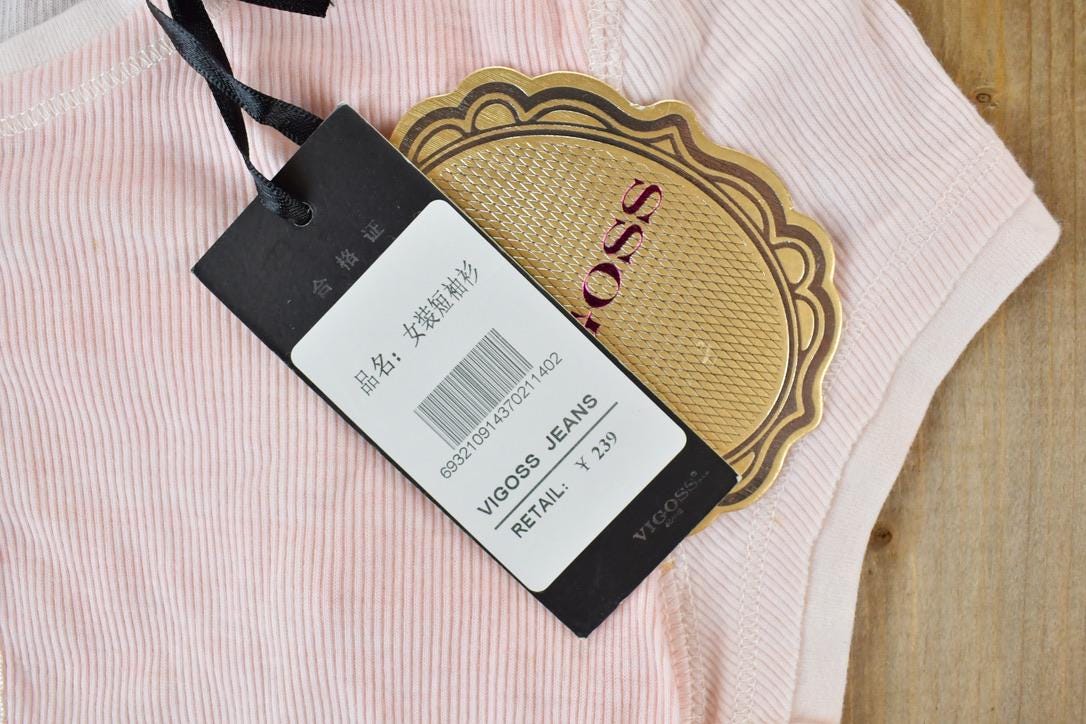 合格证
品名: 女装短袖衫
6932109143702​11402
VIGOSS JEANS
RETAIL: ¥ 239
VIGOSS
OSS